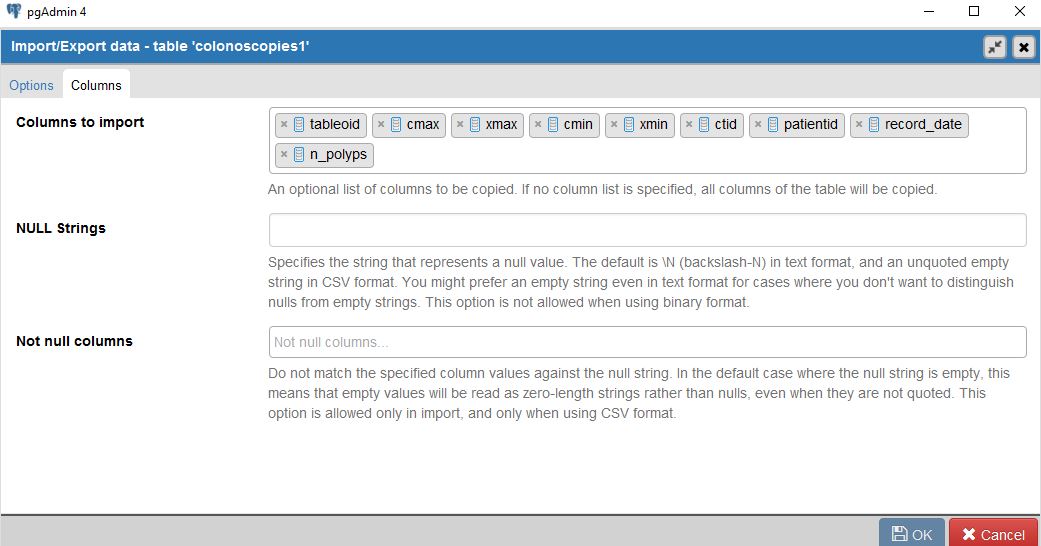 pgAdmin 4
Import/Export data - table 'colonoscopies1'
Options Columns
Columns to import
× tableoid × cmax × xmax × cmin × xmin × ctid × patientid × record_date
× n_polyps
An optional list of columns to be copied. If no column list is specified, all columns of the table will be copied.
NULL Strings
Specifies the string that represents a null value. The default is \N (backslash-N) in text format, and an unquoted empty
string in CSV format. You might prefer an empty string even in text format for cases where you don't want to distinguish
nulls from empty strings. This option is not allowed when using binary format.
Not null columns
Not null columns...
Do not match the specified column values against the null string. In the default case where the null string is empty, this
means that empty values will be read as zero-length strings rather than nulls, even when they are not quoted. This
option is allowed only in import, and only when using CSV format.
OK Cancel